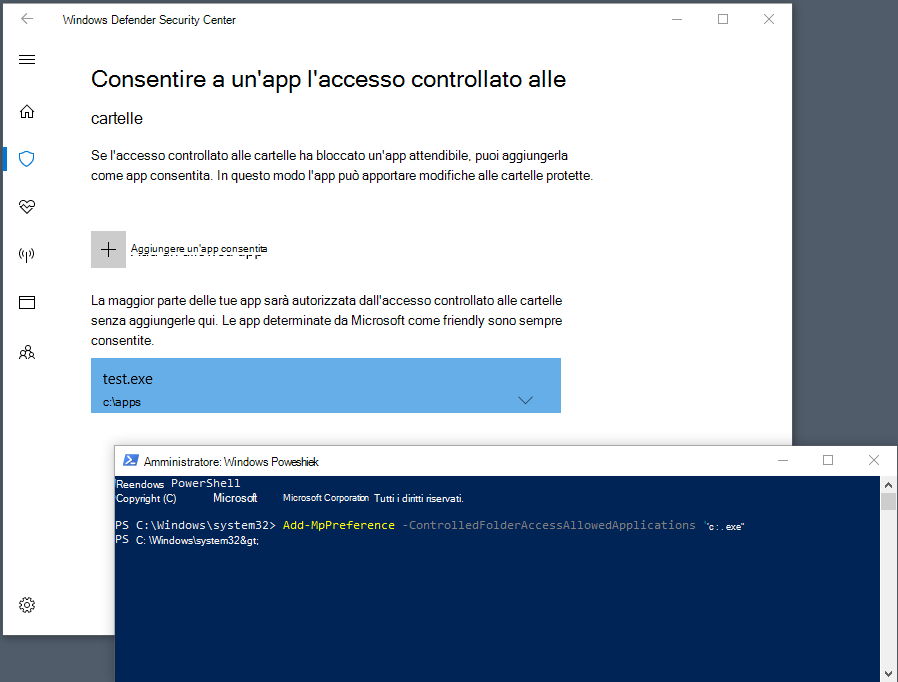 Windows Defender Security Center
Consentire a un'app l'accesso controllato alle
cartelle
Se l'accesso controllato alle cartelle ha bloccato un'app attendibile, puoi aggiungerla
come app consentita. In questo modo l'app può apportare modifiche alle cartelle protette.
Aggiungere un'app consentita
La maggior parte delle tue app sarà autorizzata dall'accesso controllato alle cartelle
senza aggiungerle qui. Le app determinate da Microsoft come friendly sono sempre
consentite.
test.exe
c:\apps
Amministratore: Windows Poweshiek
Reendows PowerShell
Copyright (C) Microsoft Microsoft Corporation Tutti i diritti riservati.
PS C:\Windows\system32> Add-MpPreference -ControlledFolderAccessAllowedApplications "c:.exe"
PS C: \Windows\system32&gt;